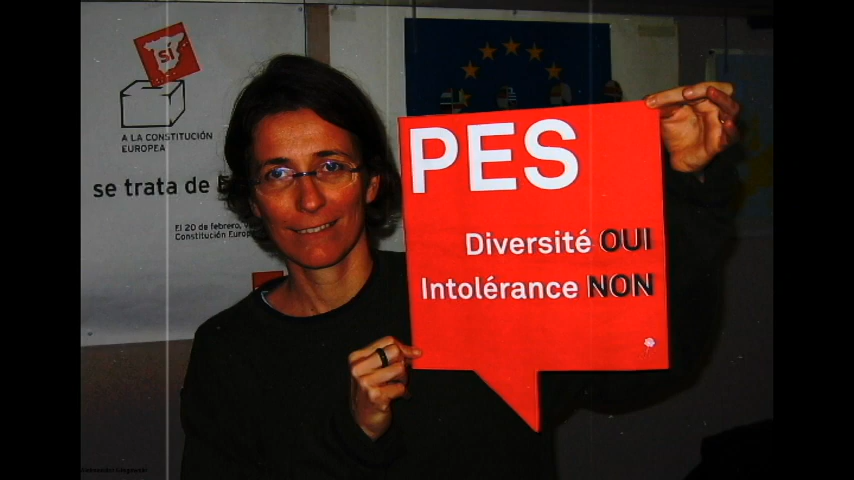 sí
A LA CONSTITUCIÓN
EUROPEA
se trata de E
El 20 de febrero, v
Constitución Europ
PES
Diversité OUI
Intolérance NON